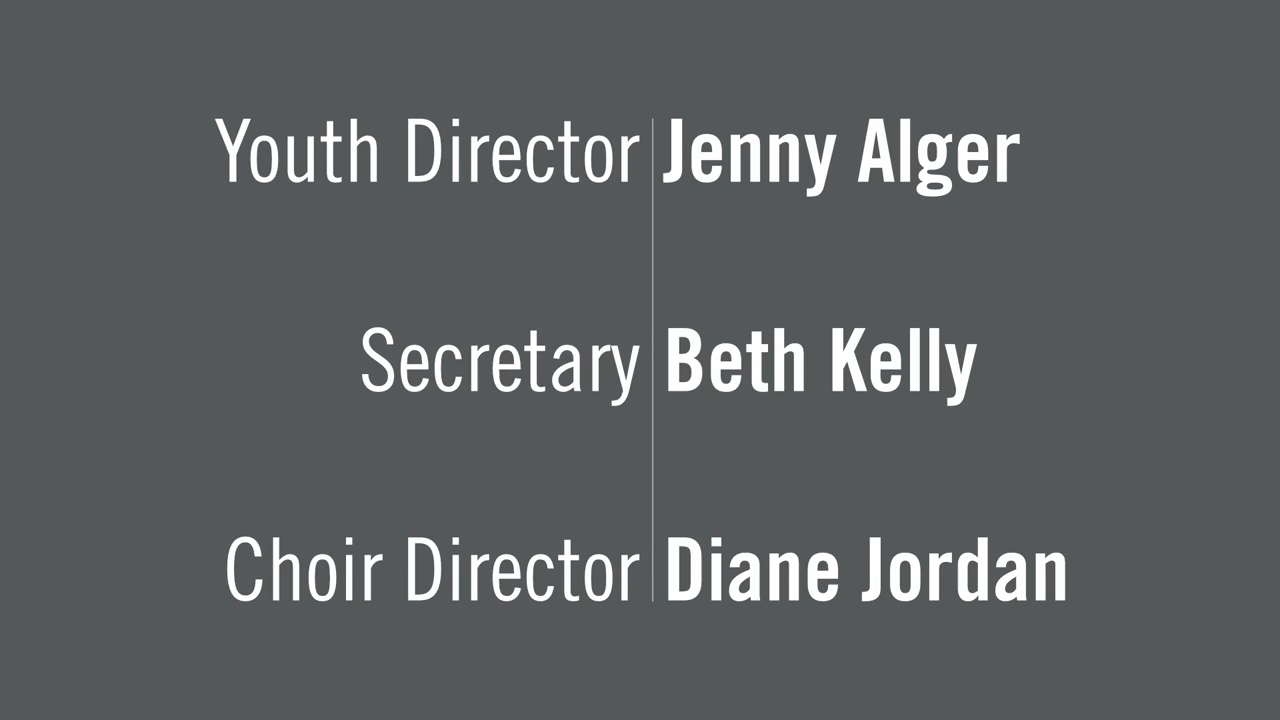 Youth Director Jenny Alger
Secretary Beth Kelly
Choir Director Diane Jordan